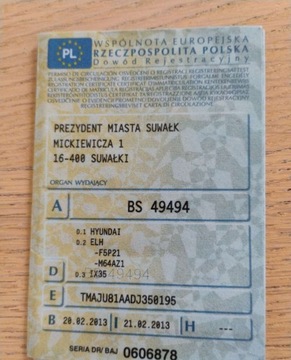 PL
WSPÓLNOTA EUROPEJSKA
RZECZPOSPOLITA POLSKA
Dowód Rejestracyjny
PREZYDENT MIASTA SUWAŁK
MICKIEWICZA 1
16-400 SUWAŁKI
ORGAN WYDAJĄCY
A BS 49494
D.1 HYUNDAI
D.2 ELH
-F5P21
-M64AZ1
D D.3 IX35
49494
E TMAJU81AADJ350195
B 20.02.2013 I 21.02.2013 H ---
SERIA DR/ BAJ 0606878